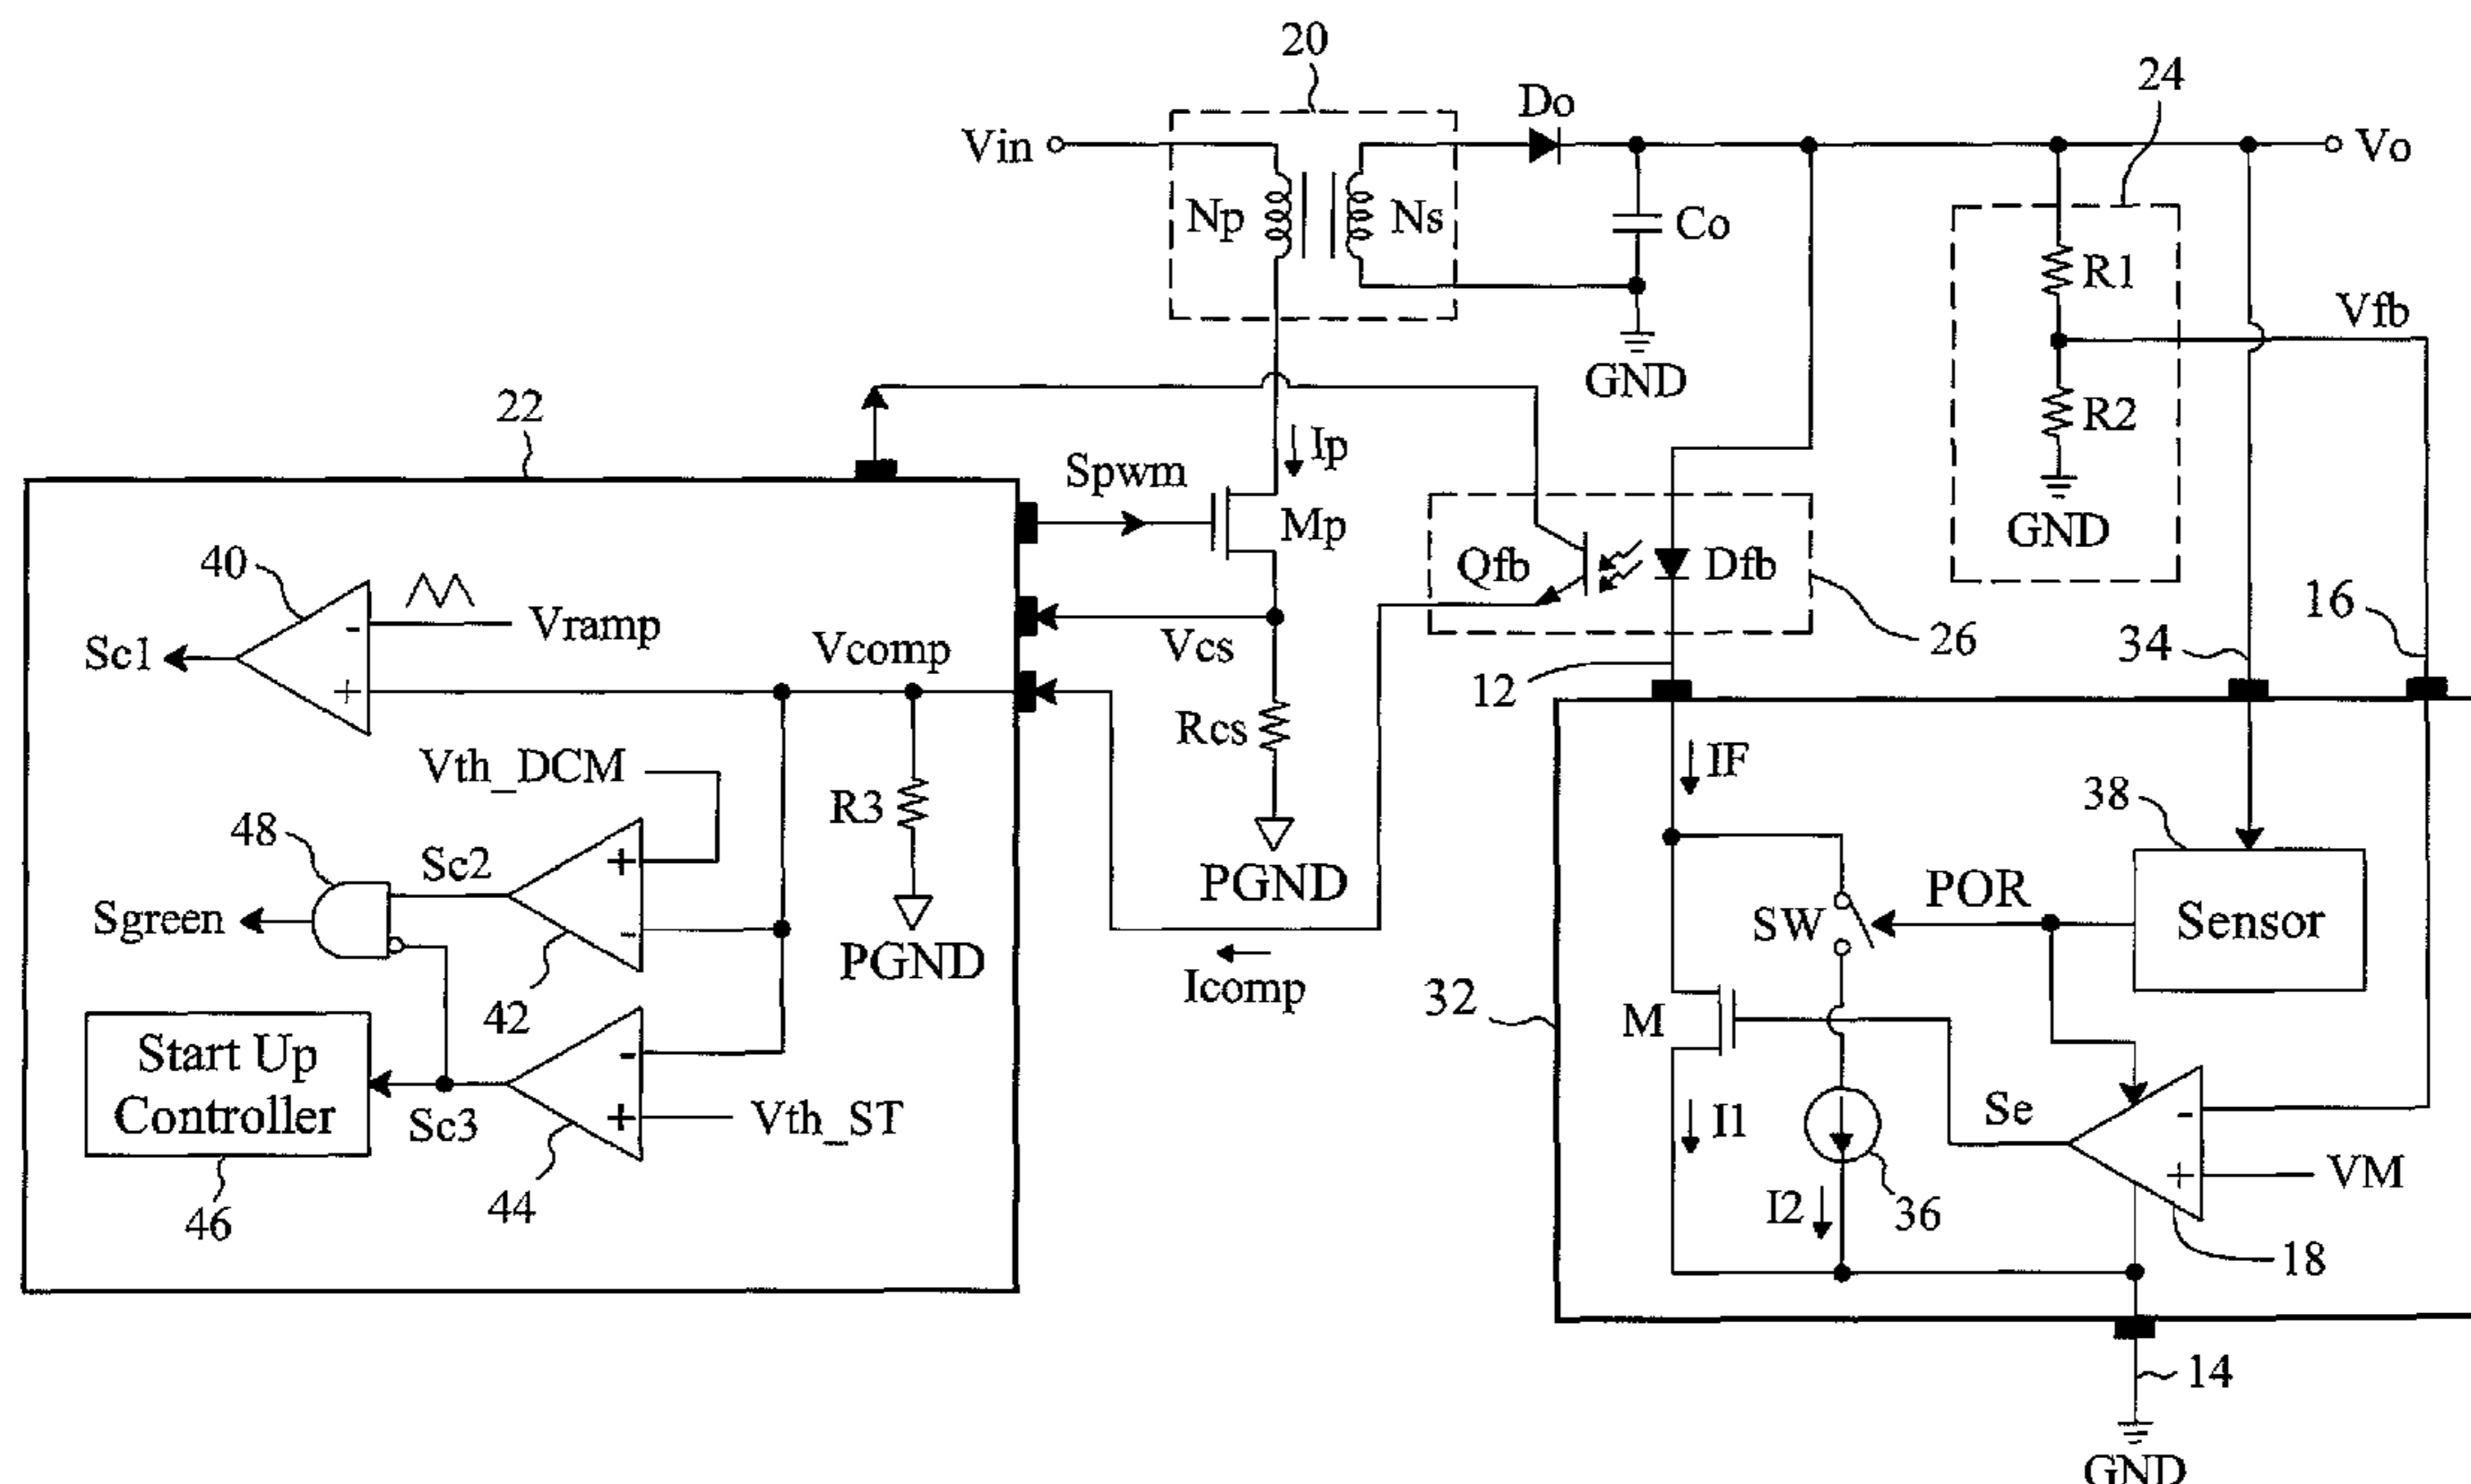 20
24
Vin
Do
Vo
Np
Ns
Co
R1
Vfb
GND
R2
22
Ip
Spwm
Mp
GND
Qfb
Dfb
40
-
Vramp
16
Sc1
Vcomp
Vcs
26
34
+
12
Rcs
Vth_DCM
IF
R3
38
48
Sc2
+
PGND
POR
Sgreen
SW
Sensor
-
PGND
Icomp
42
32
M
Start Up
Controller
-
Se
-
Sc3
+
Vth_ST
I1
+
VM
46
44
I2
36
18
14
GND